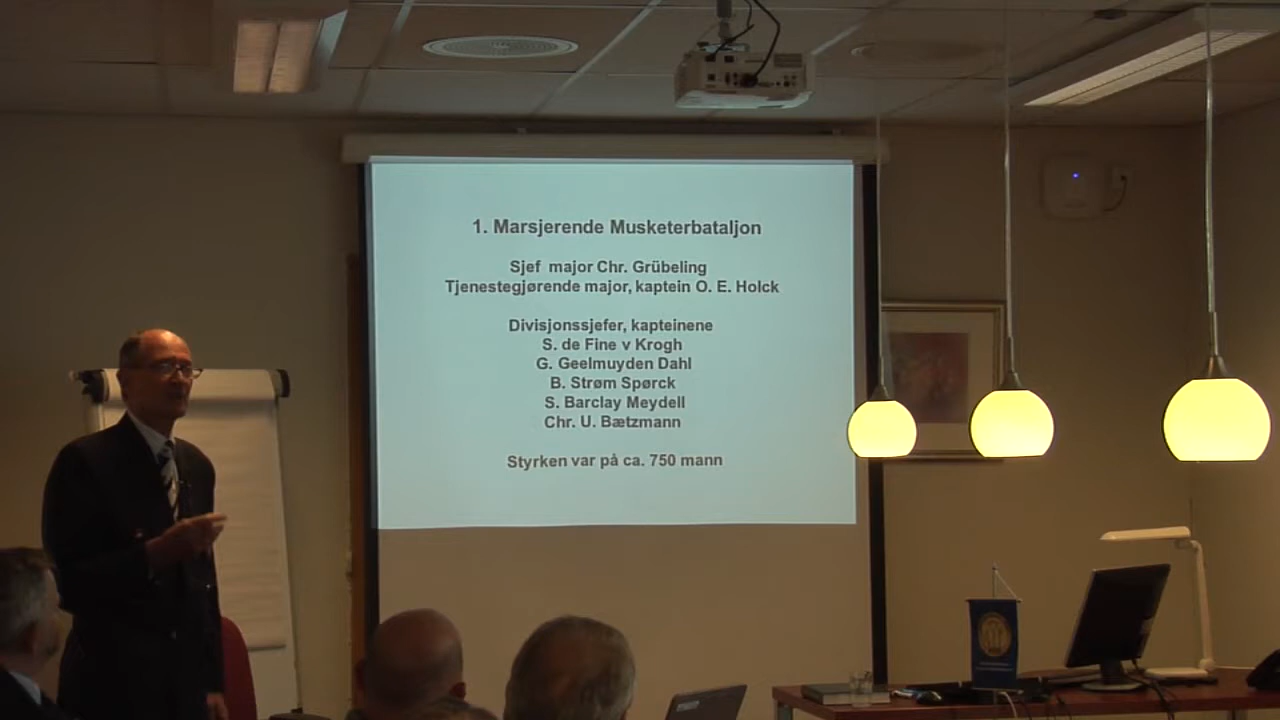 1. Marsjerende Musketerbataljon
Sjef major Chr. Grübeling
Tjenestegjørende major, kaptein O. E. Holck
Divisjonssjefer, kapteinene
S. de Fine v Krogh
G. Geelmuyden Dahl
B. Strøm Spørck
S. Barclay Meydell
Chr. U. Bætzmann
Styrken var på ca. 750 mann